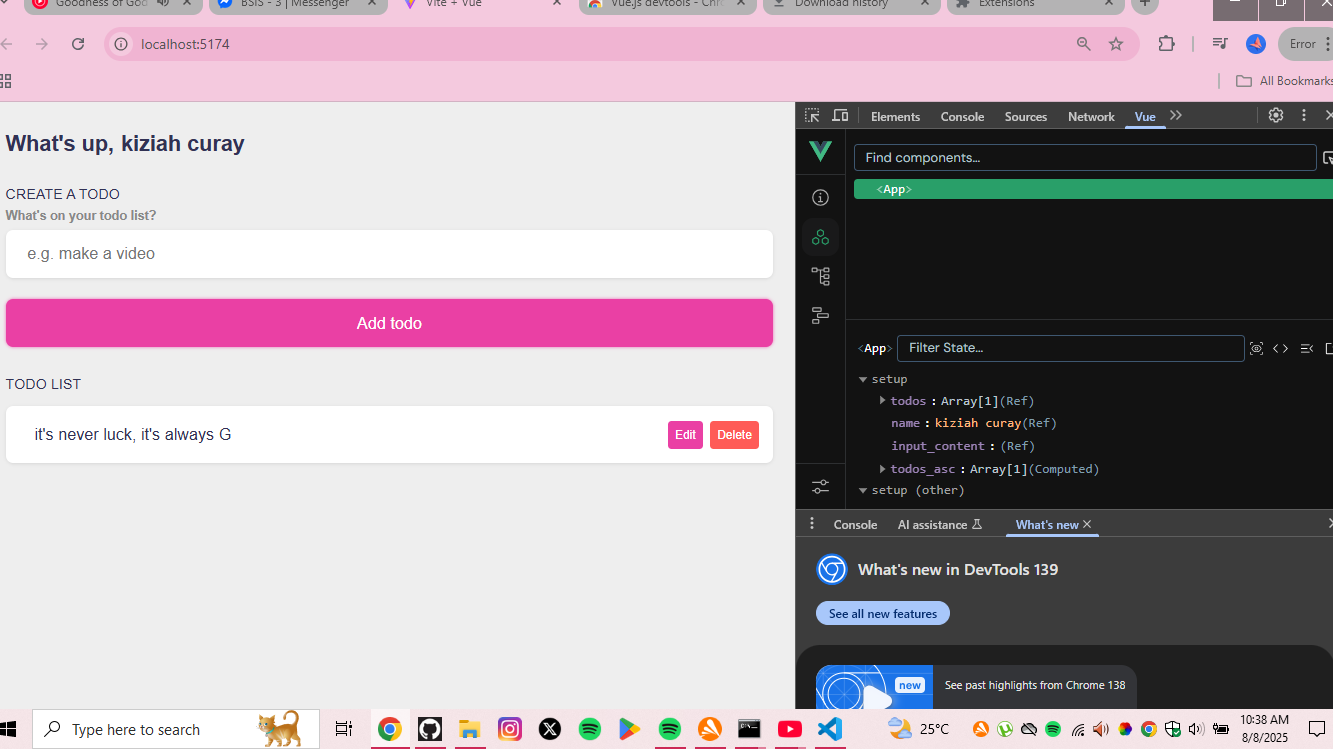 Goodness of God
BSIS - 3 | Messenger
Vite + Vue
Vue.js devtools - Chro
Download history
Extensions
localhost:5174
Error
All Bookmarks
What's up, kiziah curay
CREATE A TODO
What's on your todo list?
e.g. make a video
Add todo
TODO LIST
it's never luck, it's always G
Edit
Delete
Elements
Console
Sources
Network
Vue
Find components…
<App>
<App>
Filter State…
setup
todos : Array[1](Ref)
name : kiziah curay(Ref)
input_content : (Ref)
todos_asc : Array[1](Computed)
setup (other)
Console
AI assistance
What's new
What's new in DevTools 139
See all new features
new
See past highlights from Chrome 138
Type here to search
25°C
10:38 AM
8/8/2025